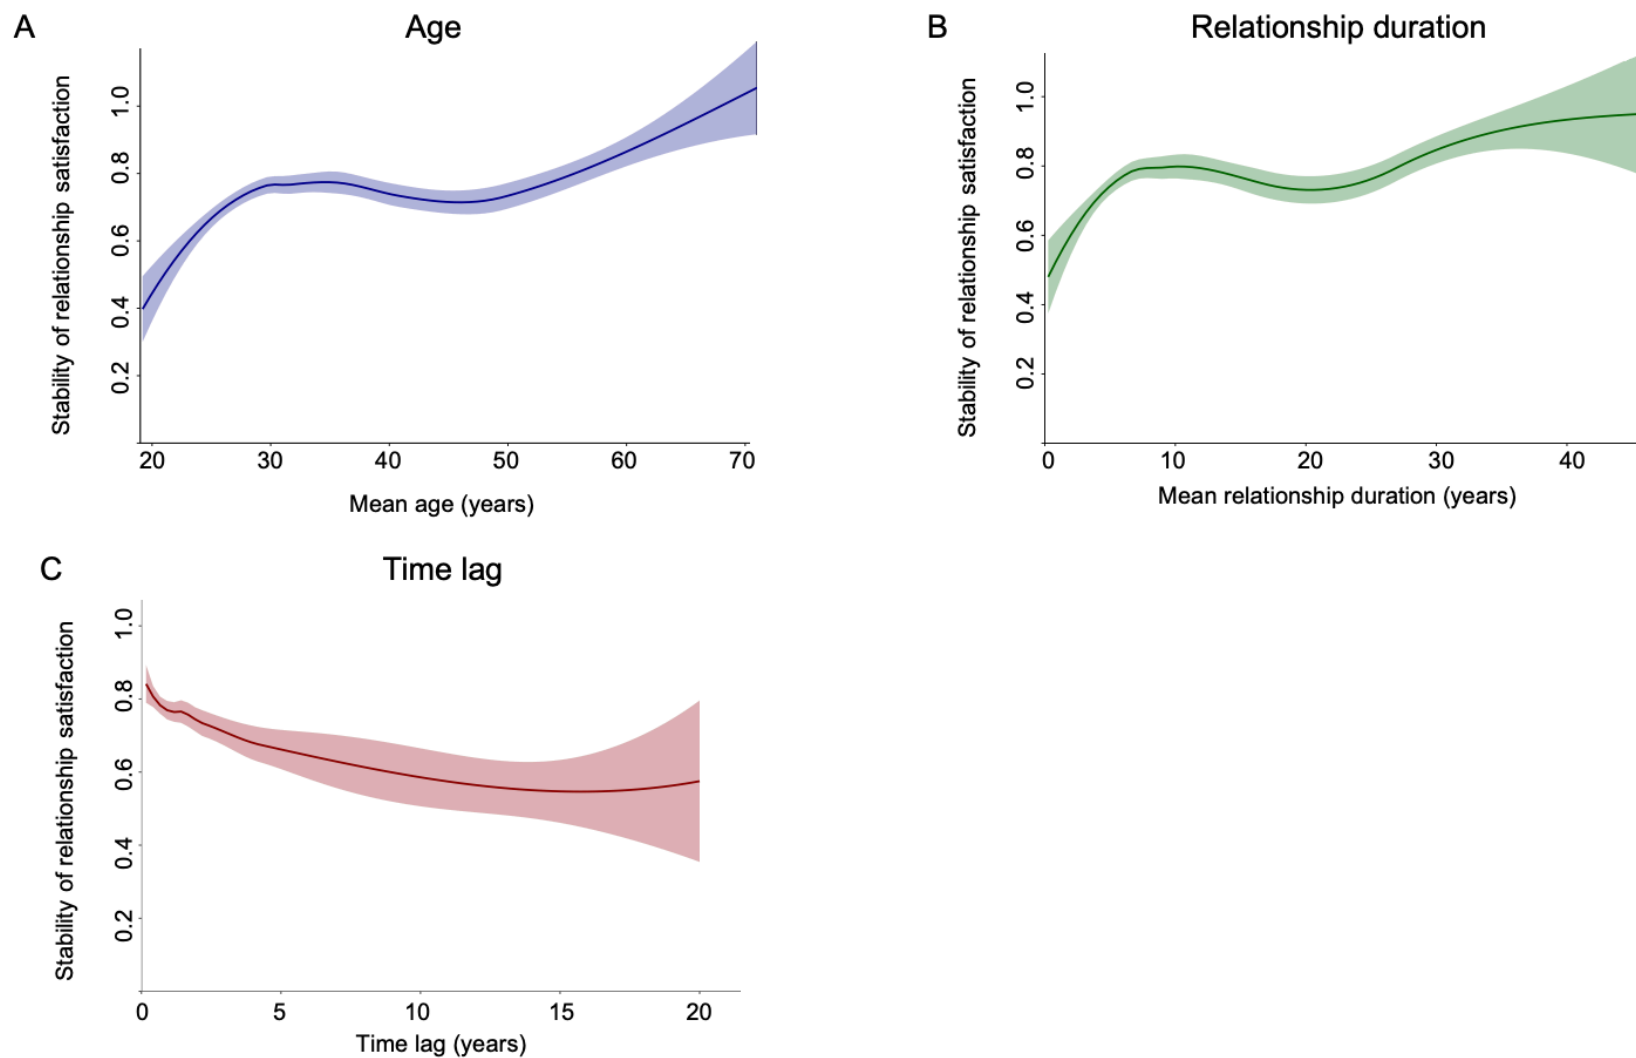 A
Age
Stability of relationship satisfaction
1.0
0.8
0.6
0.4
0.2
20 30 40 50 60 70
Mean age (years)
B
Relationship duration
Stability of relationship satisfaction
1.0
0.8
0.6
0.4
0.2
0 10 20 30 40
Mean relationship duration (years)
C
Time lag
Stability of relationship satisfaction
1.0
0.8
0.6
0.4
0.2
0 5 10 15 20
Time lag (years)